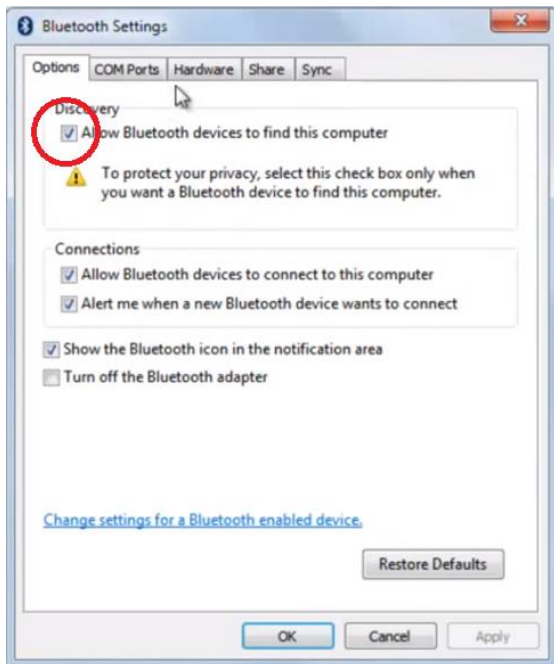 Bluetooth Settings
Options COM Ports Hardware Share Sync
Discovery
Allow Bluetooth devices to find this computer
To protect your privacy, select this check box only when
you want a Bluetooth device to find this computer.
Connections
Allow Bluetooth devices to connect to this computer
Alert me when a new Bluetooth device wants to connect
Show the Bluetooth icon in the notification area
Turn off the Bluetooth adapter
Change settings for a Bluetooth enabled device.
Restore Defaults
OK Cancel Apply